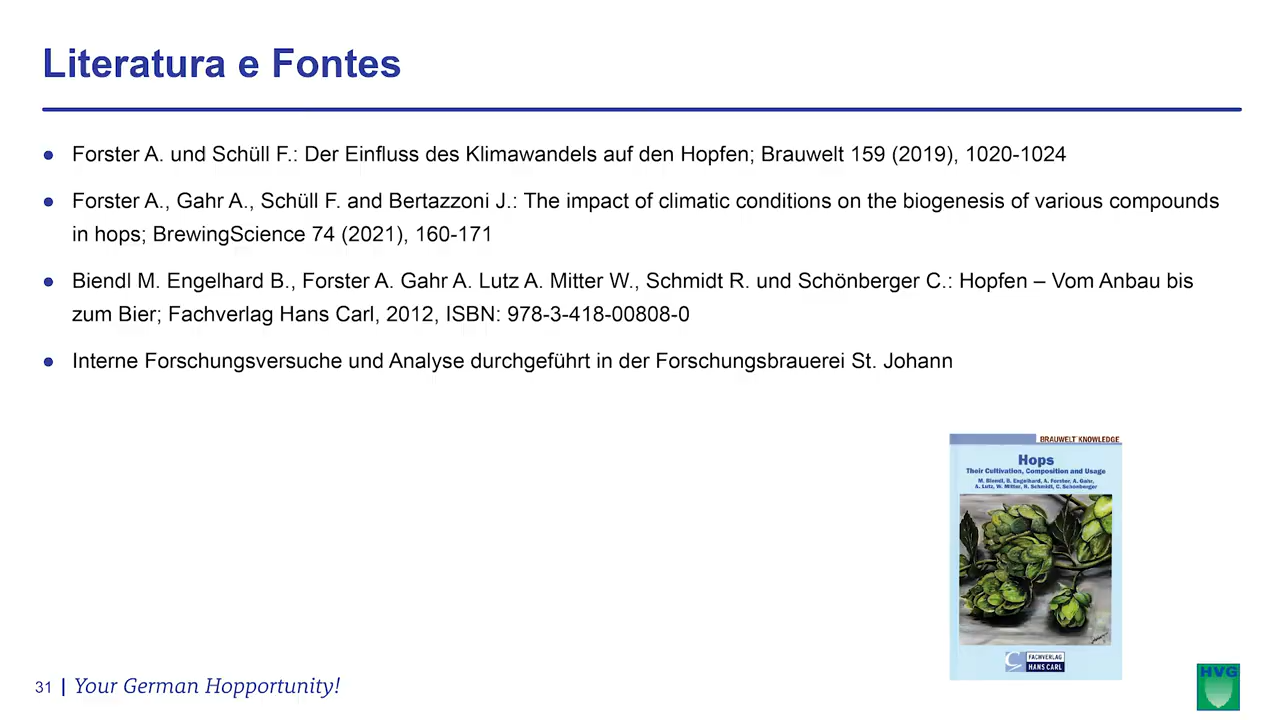 Literatura e Fontes
● Forster A. und Schüll F.: Der Einfluss des Klimawandels auf den Hopfen; Brauwelt 159 (2019), 1020-1024
● Forster A., Gahr A., Schüll F. and Bertazzoni J.: The impact of climatic conditions on the biogenesis of various compounds
in hops; BrewingScience 74 (2021), 160-171
● Biendl M. Engelhard B., Forster A. Gahr A. Lutz A. Mitter W., Schmidt R. und Schönberger C.: Hopfen – Vom Anbau bis
zum Bier; Fachverlag Hans Carl, 2012, ISBN: 978-3-418-00808-0
● Interne Forschungsversuche und Analyse durchgeführt in der Forschungsbrauerei St. Johann
BRAUWELT KNOWLEDGE
Hops
Their Cultivation, Composition and Usage
M. Biendl, B. Engelhard, A. Forster, A. Gahr,
A. Lutz, W. Mitter, R. Schmidt, C. Schönberger
FACHVERLAG
HANS CARL
31 | Your German Hopportunity!
HVG